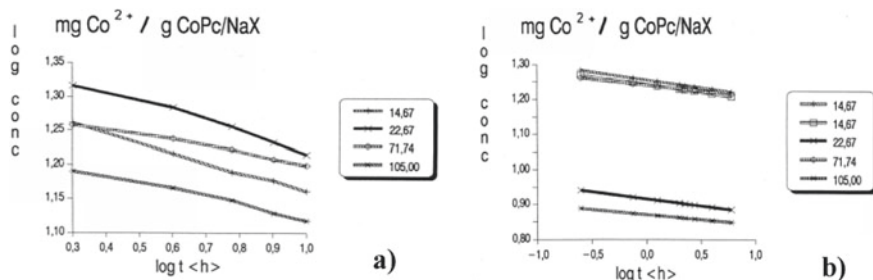 mg Co 2+ / g CoPc/NaX
log conc
1,35
1,30
1,25
1,20
1,15
1,10
0,3 0,4 0,5 0,6 0,7 0,8 0,9 1,0
log t <h>
14,67
22,67
71,74
105,00
a)
mg Co 2+ / g CoPc/NaX
log conc
1,30
1,20
1,10
1,00
0,90
0,80
−1,0 −0,5 0,0 0,5 1,0
log t <h>
14,67
14,67
22,67
71,74
105,00
b)